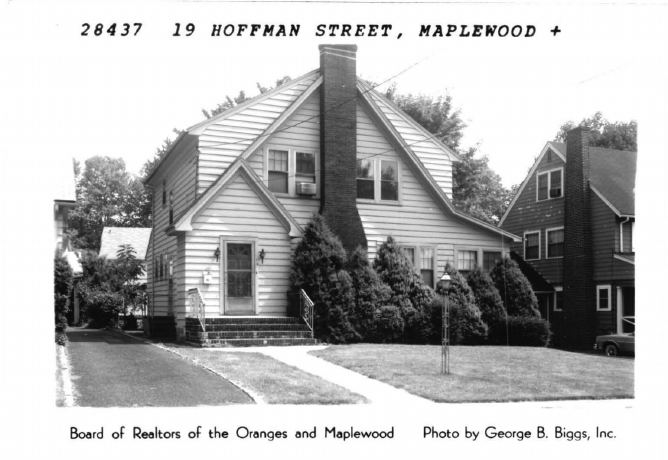 28437 19 HOFFMAN STREET, MAPLEWOOD +
Board of Realtors of the Oranges and Maplewood Photo by George B. Biggs, Inc.